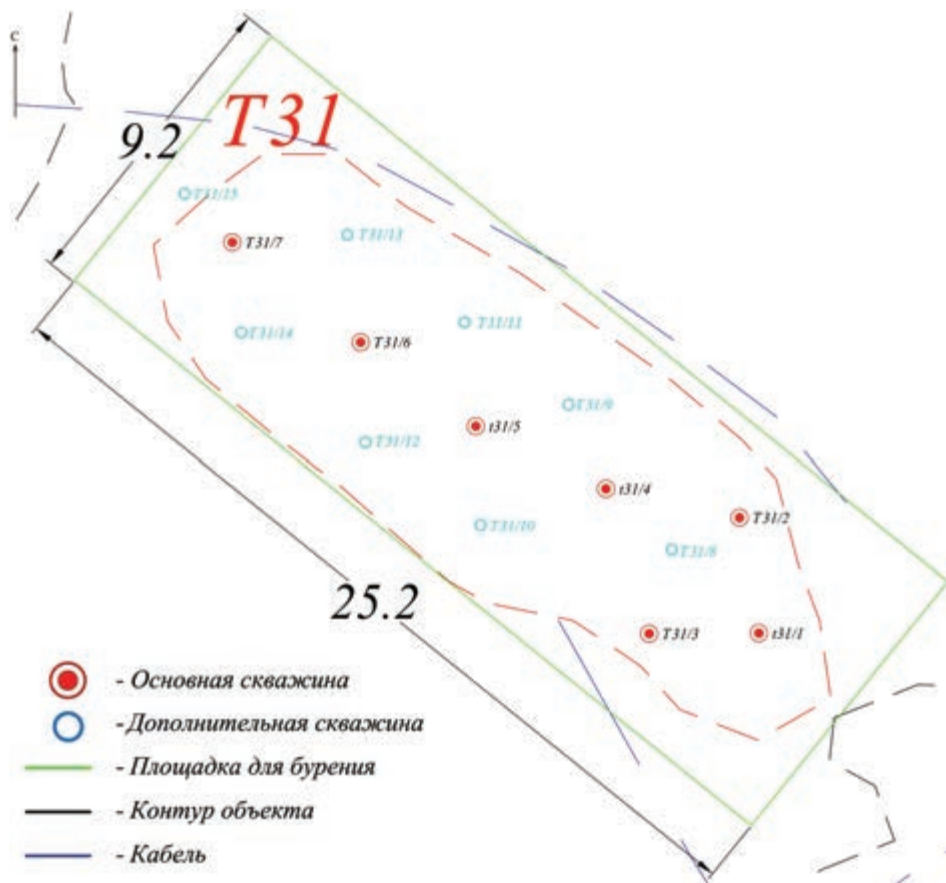 с
9.2
T31
T31/15
T31/7
T31/13
T31/14
T31/6
T31/11
T31/9
t31/5
T31/12
t31/4
T31/2
T31/10
T31/8
T31/3
t31/1
25.2
- Основная скважина
- Дополнительная скважина
- Площадка для бурения
- Контур объекта
- Кабель